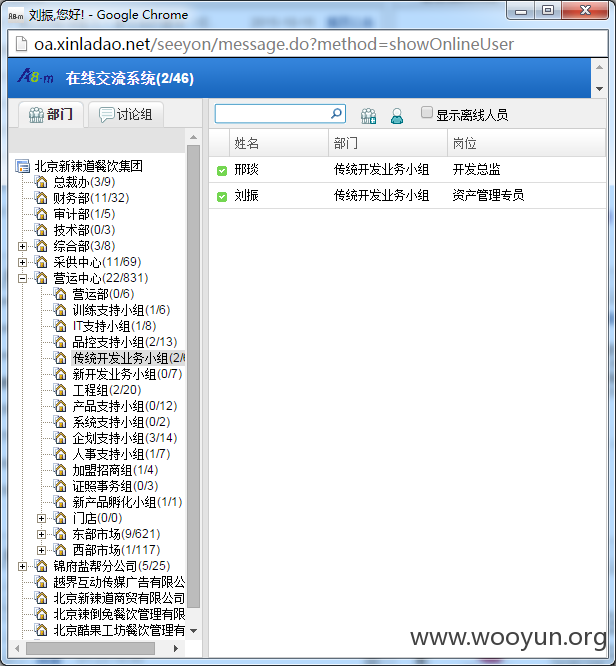 刘振,您好! - Google Chrome
oa.xinladao.net/seeyon/message.do?method=showOnlineUser
A8-m 在线交流系统(2/46)
部门 讨论组
显示离线人员
姓名 部门 岗位
邢琰 传统开发业务小组 开发总监
刘振 传统开发业务小组 资产管理专员
北京新辣道餐饮集团
总裁办(3/9)
财务部(11/32)
审计部(1/5)
技术部(0/3)
综合部(3/8)
采供中心(11/69)
营运中心(22/831)
营运部(0/6)
训练支持小组(1/6)
IT支持小组(1/8)
品控支持小组(2/13)
传统开发业务小组(2/6
新开发业务小组(0/7)
工程组(2/20)
产品支持小组(0/12)
系统支持小组(0/2)
企划支持小组(3/14)
人事支持小组(1/7)
加盟招商组(1/4)
证照事务组(0/3)
新产品孵化小组(1/1)
门店(0/0)
东部市场(9/621)
西部市场(1/117)
锦府盐帮分公司(5/25)
越界互动传媒广告有限公
北京新辣道商贸有限公司
北京辣倒兔餐饮管理有限
北京酷果工坊餐饮管理有
www.wooyun.org